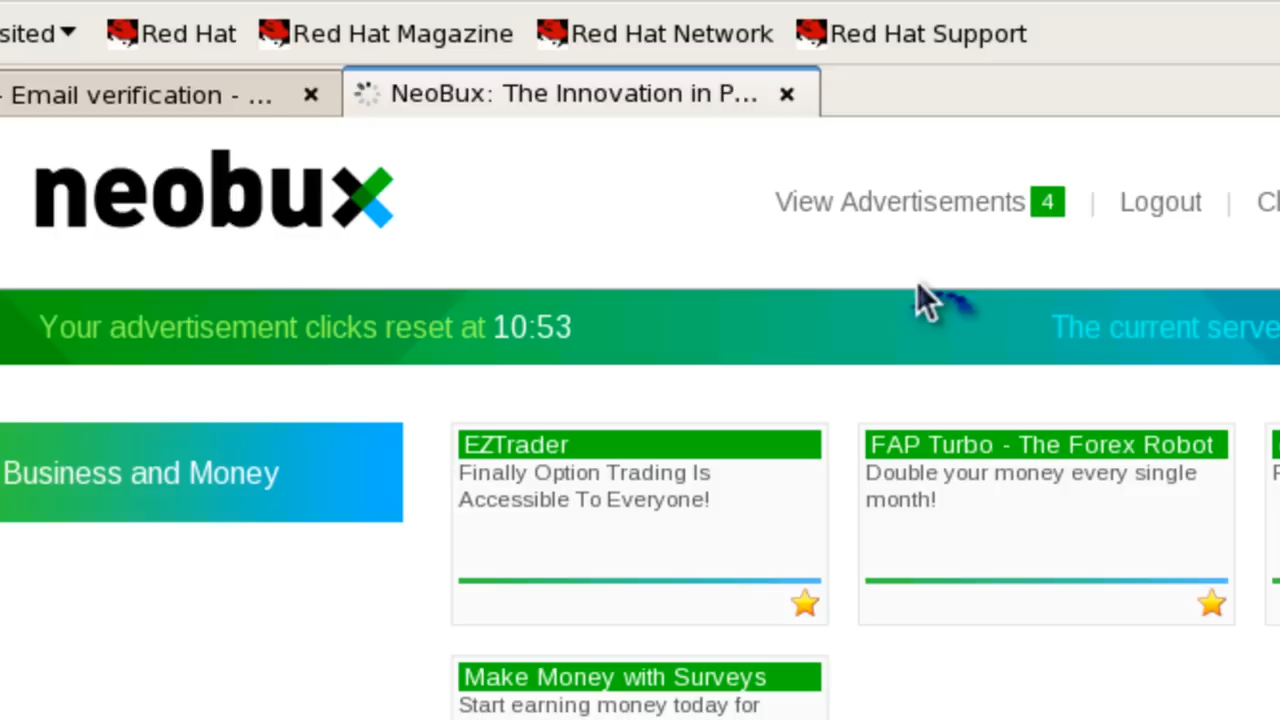 sited Red Hat Red Hat Magazine Red Hat Network Red Hat Support
- Email verification - ... NeoBux: The Innovation in P...
neobux
View Advertisements 4 | Logout | Cl
Your advertisement clicks reset at 10:53
The current serve
Business and Money
EZTrader
Finally Option Trading Is
Accessible To Everyone!
FAP Turbo - The Forex Robot
Double your money every single
month!
Make Money with Surveys
Start earning money today for